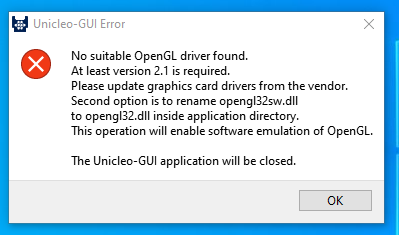 Unicleo-GUI Error
No suitable OpenGL driver found.
At least version 2.1 is required.
Please update graphics card drivers from the vendor.
Second option is to rename opengl32sw.dll
to opengl32.dll inside application directory.
This operation will enable software emulation of OpenGL.
The Unicleo-GUI application will be closed.
OK